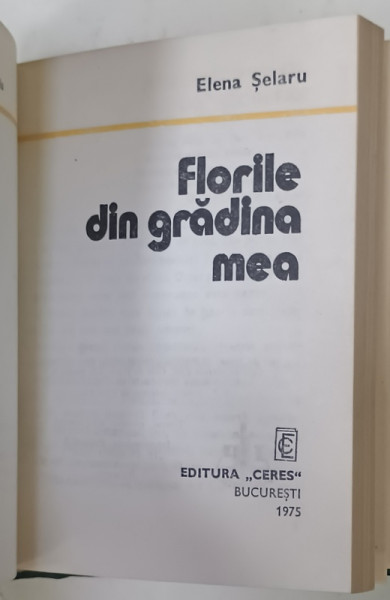 Elena Șelaru
Florile
din grădina
mea
EDITURA „CERES“
BUCUREȘTI
1975